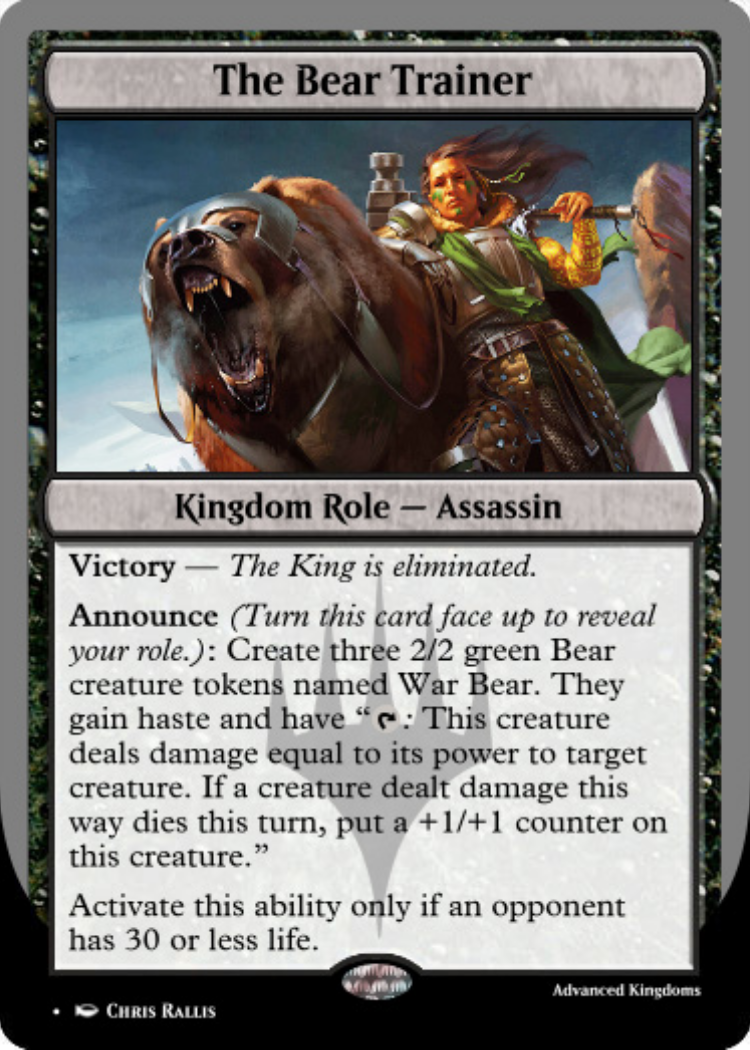 The Bear Trainer
Kingdom Role — Assassin
Victory — The King is eliminated.
Announce (Turn this card face up to reveal
your role.): Create three 2/2 green Bear
creature tokens named War Bear. They
gain haste and have “ : This creature
deals damage equal to its power to target
creature. If a creature dealt damage this
way dies this turn, put a +1/+1 counter on
this creature.”
Activate this ability only if an opponent
has 30 or less life.
Advanced Kingdoms
• Chris Rallis